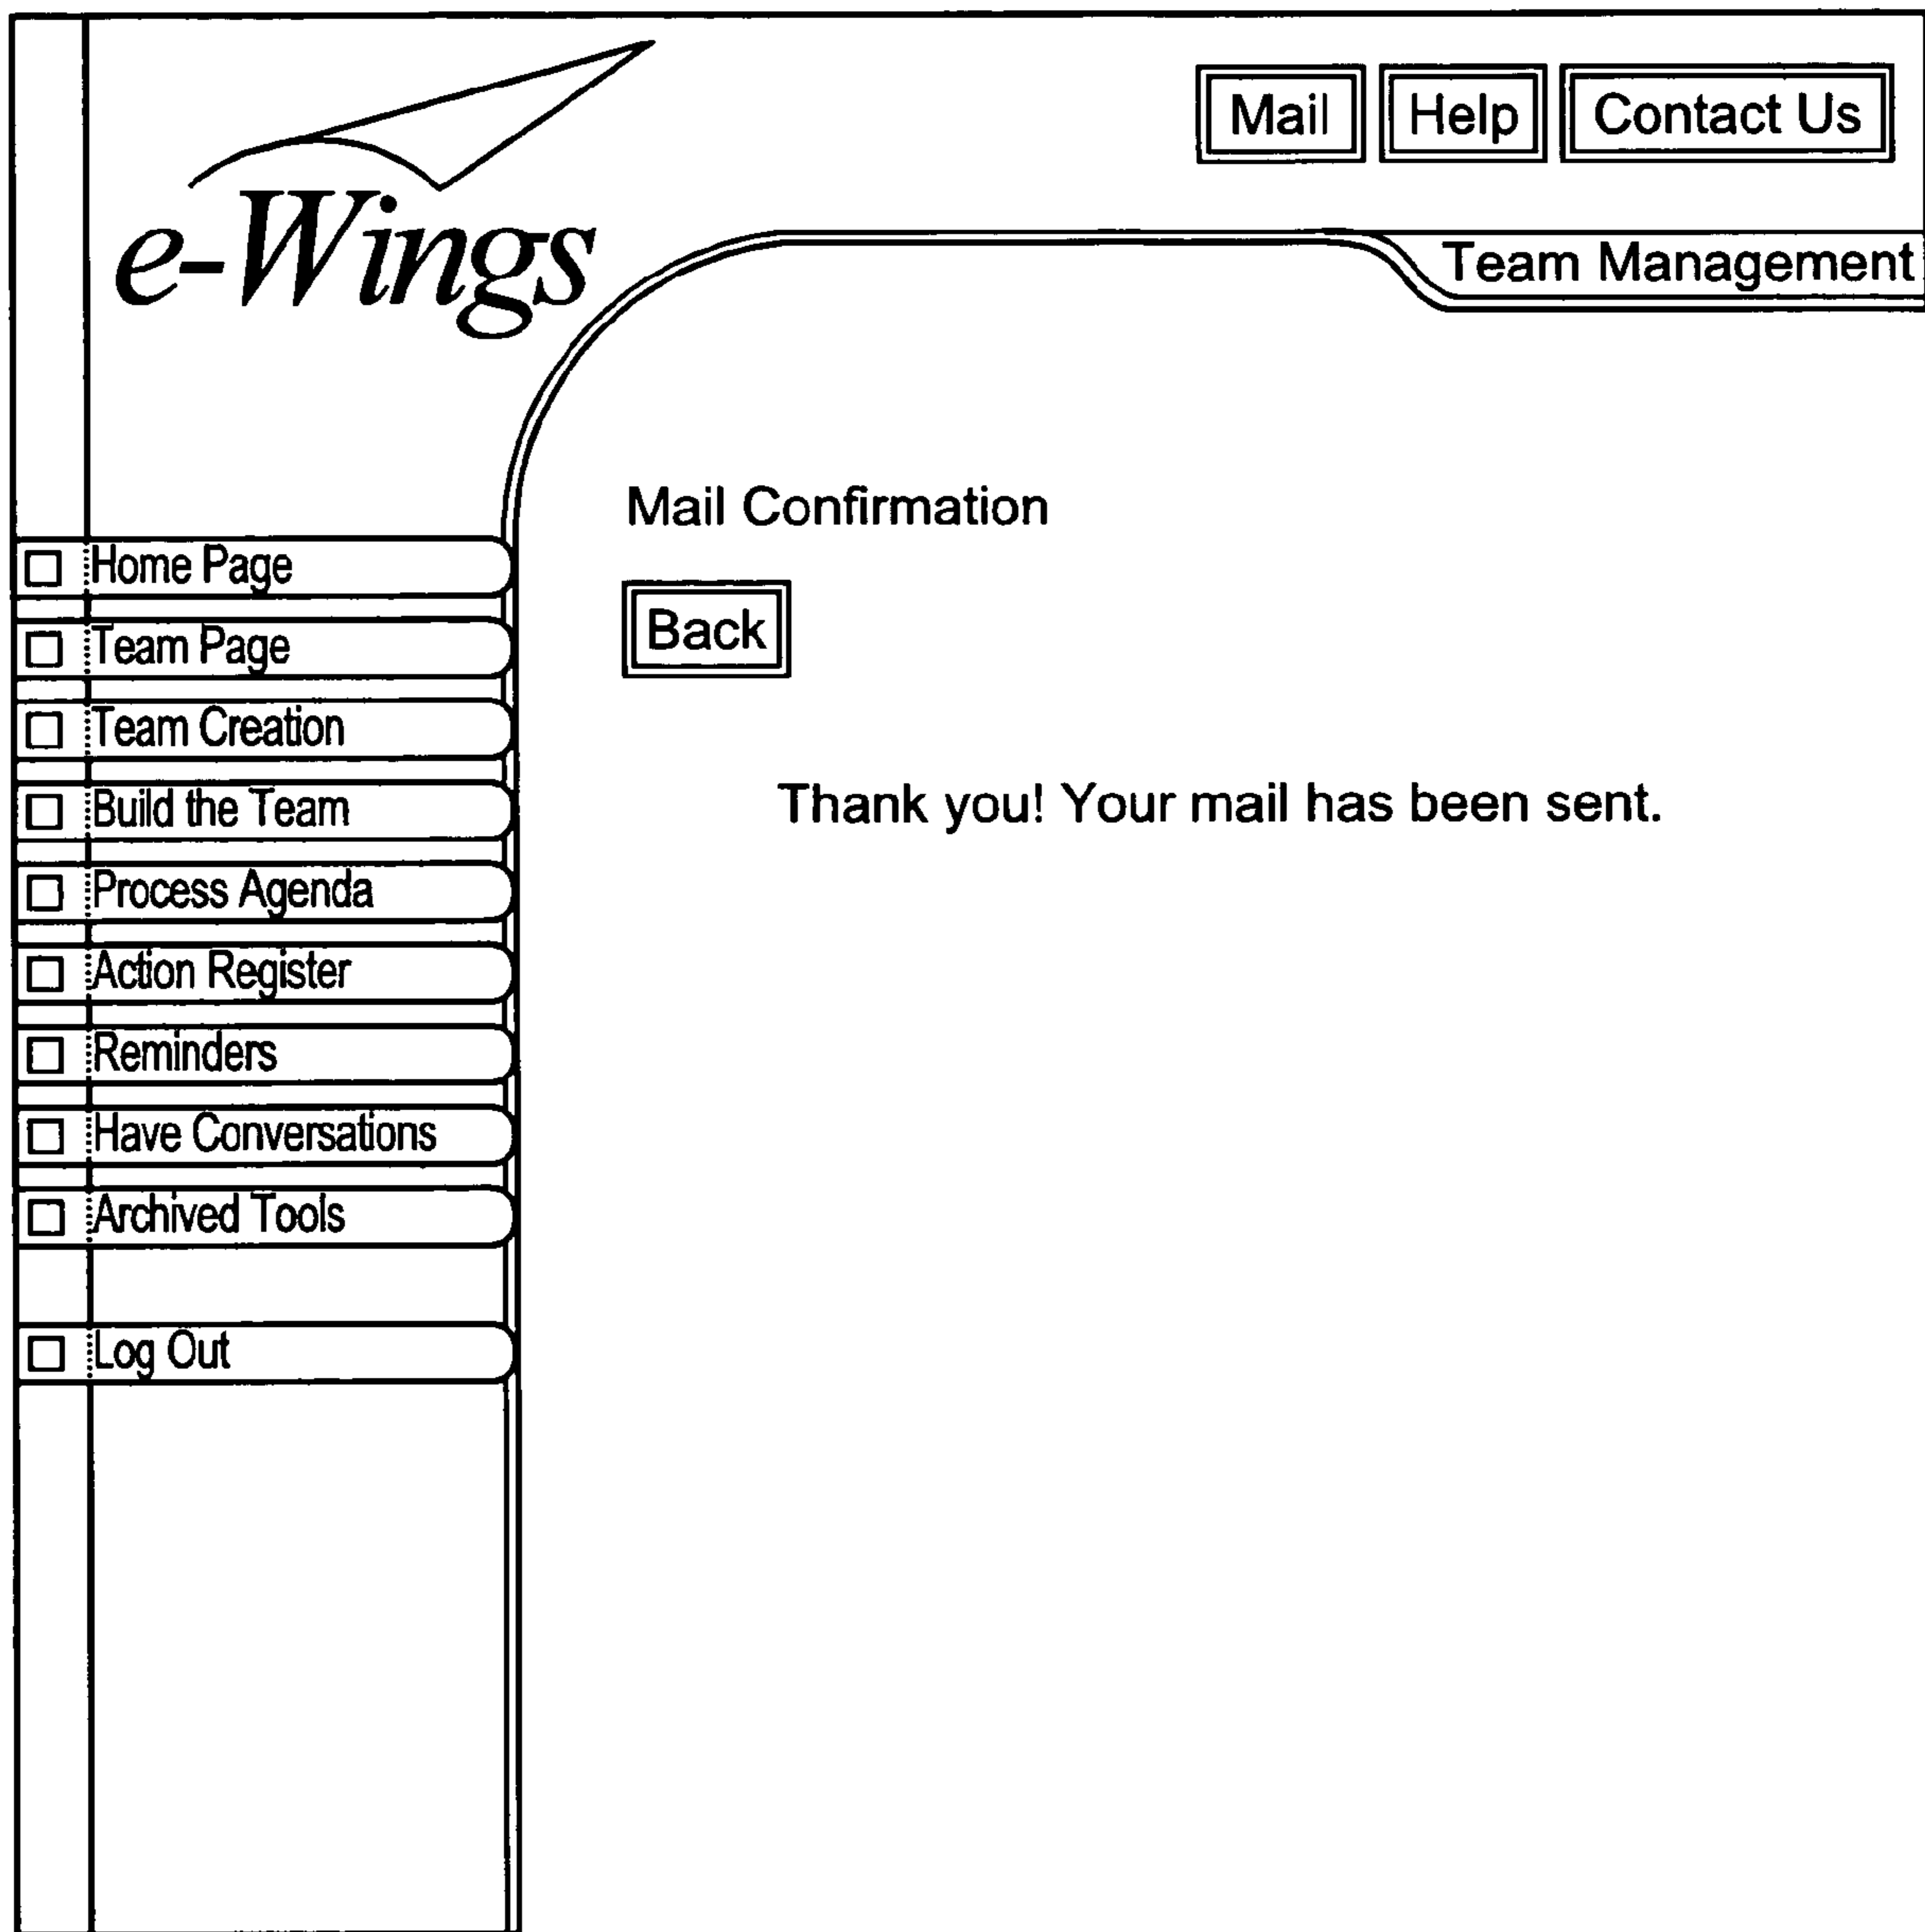 Mail Help Contact Us
e-Wings
Team Management
Mail Confirmation
Home Page
Back
Team Page
Team Creation
Build the Team
Thank you! Your mail has been sent.
Process Agenda
Action Register
Reminders
Have Conversations
Archived Tools
Log Out